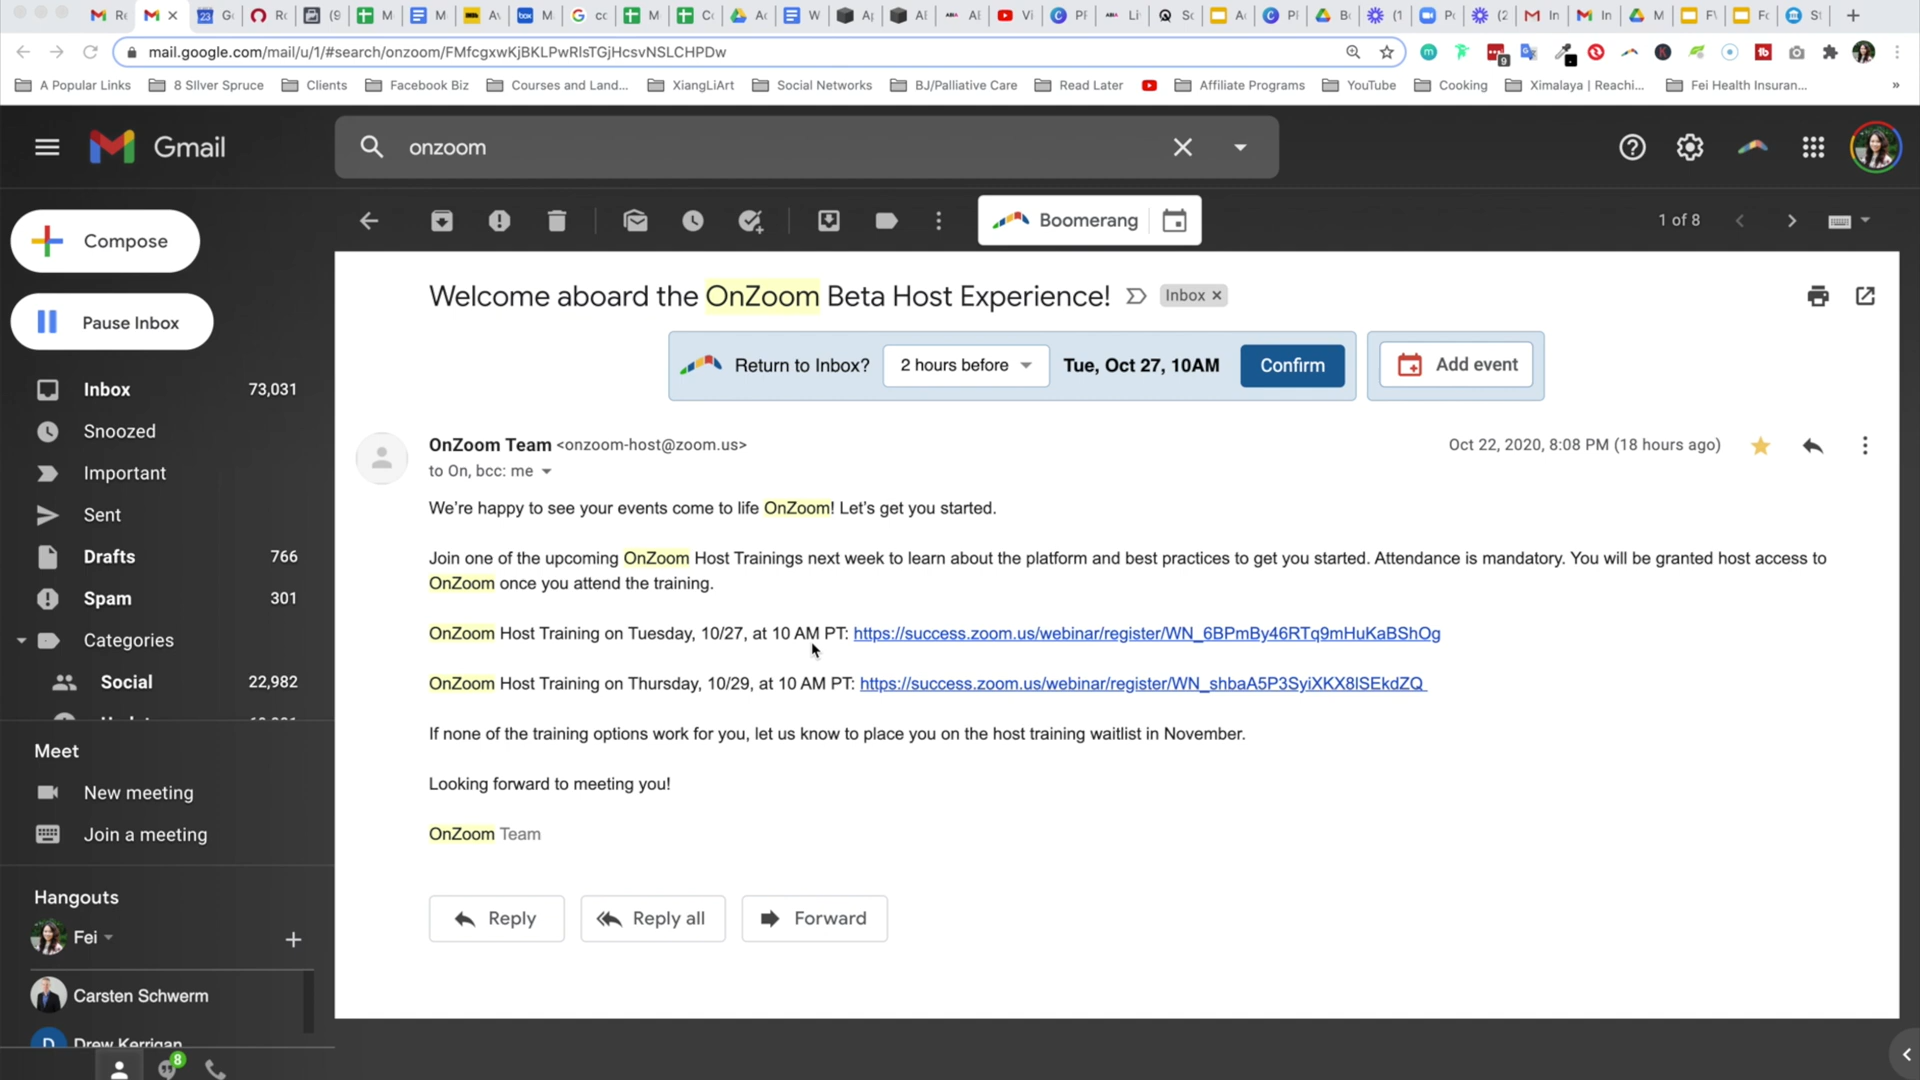 mail.google.com/mail/u/1/#search/onzoom/FMfcgxwKjBKLPwRlsTGjHcsvNSLCHPDw
9
A Popular Links 8 SIlver Spruce Clients Facebook Biz Courses and Land... XiangLiArt Social Networks BJ/Palliative Care Read Later Affiliate Programs YouTube Cooking Ximalaya | Reachi... Fei Health Insuran... »
Gmail
onzoom
Compose
Boomerang
1 of 8
Pause Inbox
Welcome aboard the OnZoom Beta Host Experience!
Inbox ×
Return to Inbox? 2 hours before Tue, Oct 27, 10AM Confirm
Add event
Inbox 73,031
Snoozed
Important
Sent
Drafts 766
Spam 301
Categories
Social 22,982
OnZoom Team <onzoom-host@zoom.us>
Oct 22, 2020, 8:08 PM (18 hours ago)
to On, bcc: me
We're happy to see your events come to life OnZoom! Let's get you started.
Join one of the upcoming OnZoom Host Trainings next week to learn about the platform and best practices to get you started. Attendance is mandatory. You will be granted host access to
OnZoom once you attend the training.
OnZoom Host Training on Tuesday, 10/27, at 10 AM PT: https://success.zoom.us/webinar/register/WN_6BPmBy46RTq9mHuKaBShOg
OnZoom Host Training on Thursday, 10/29, at 10 AM PT: https://success.zoom.us/webinar/register/WN_shbaA5P3SyiXKX8lSEkdZQ
If none of the training options work for you, let us know to place you on the host training waitlist in November.
Looking forward to meeting you!
OnZoom Team
Reply
Reply all
Forward
Meet
New meeting
Join a meeting
Hangouts
Fei
Carsten Schwerm
D Drew Kerrigan
8